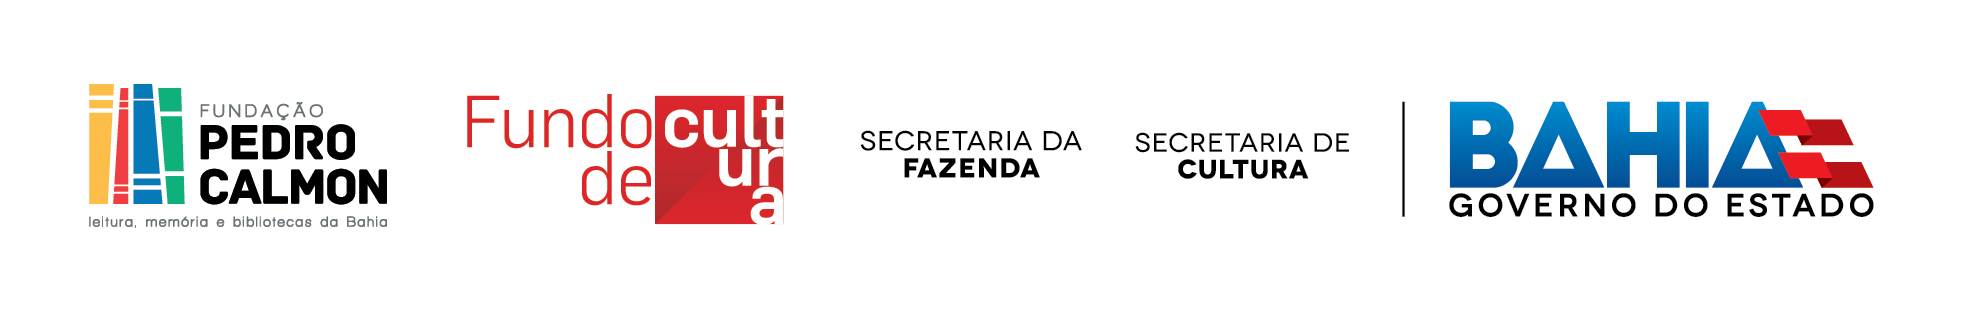 FUNDAÇÃO
PEDRO
CALMON
leitura, memória e bibliotecas da Bahia
Fundo
de
cult
ur
a
SECRETARIA DA
FAZENDA
SECRETARIA DE
CULTURA
BAHIA
GOVERNO DO ESTADO